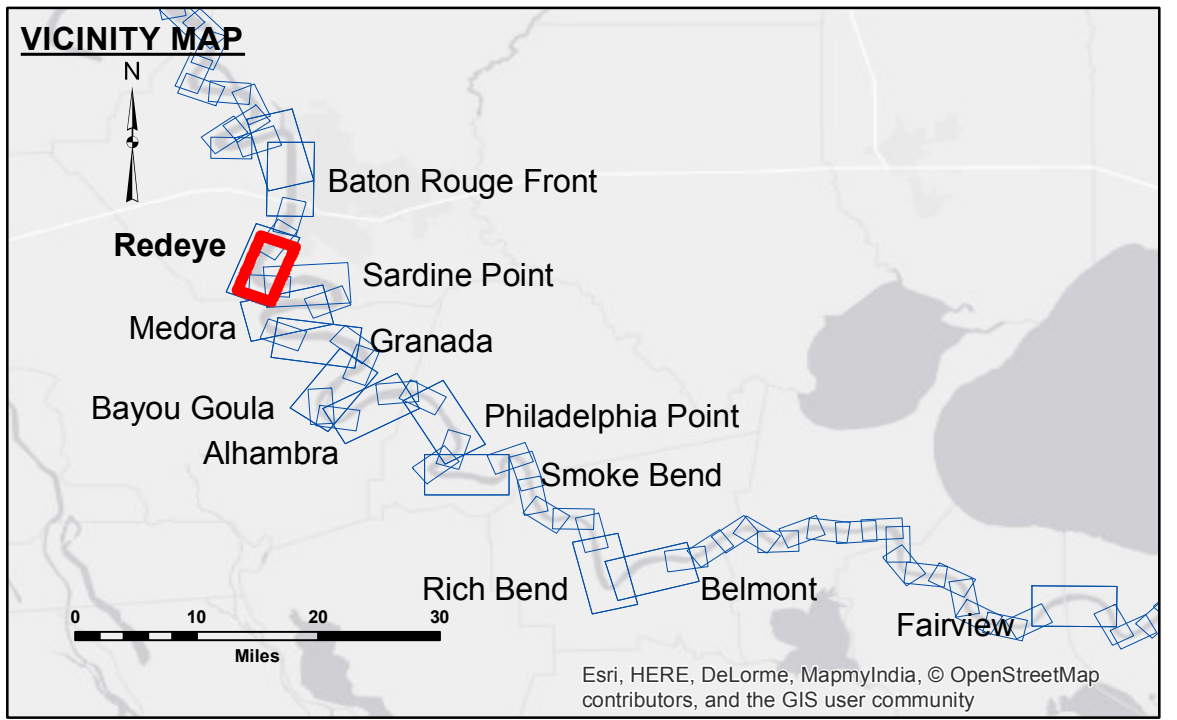 VICINITY MAP
N
Baton Rouge Front
Redeye
Sardine Point
Medora
Granada
Bayou Goula
Philadelphia Point
Alhambra
Smoke Bend
Rich Bend
Belmont
Fairview
0 10 20 30
Miles
Esri, HERE, DeLorme, MapmyIndia, © OpenStreetMap
contributors, and the GIS user community